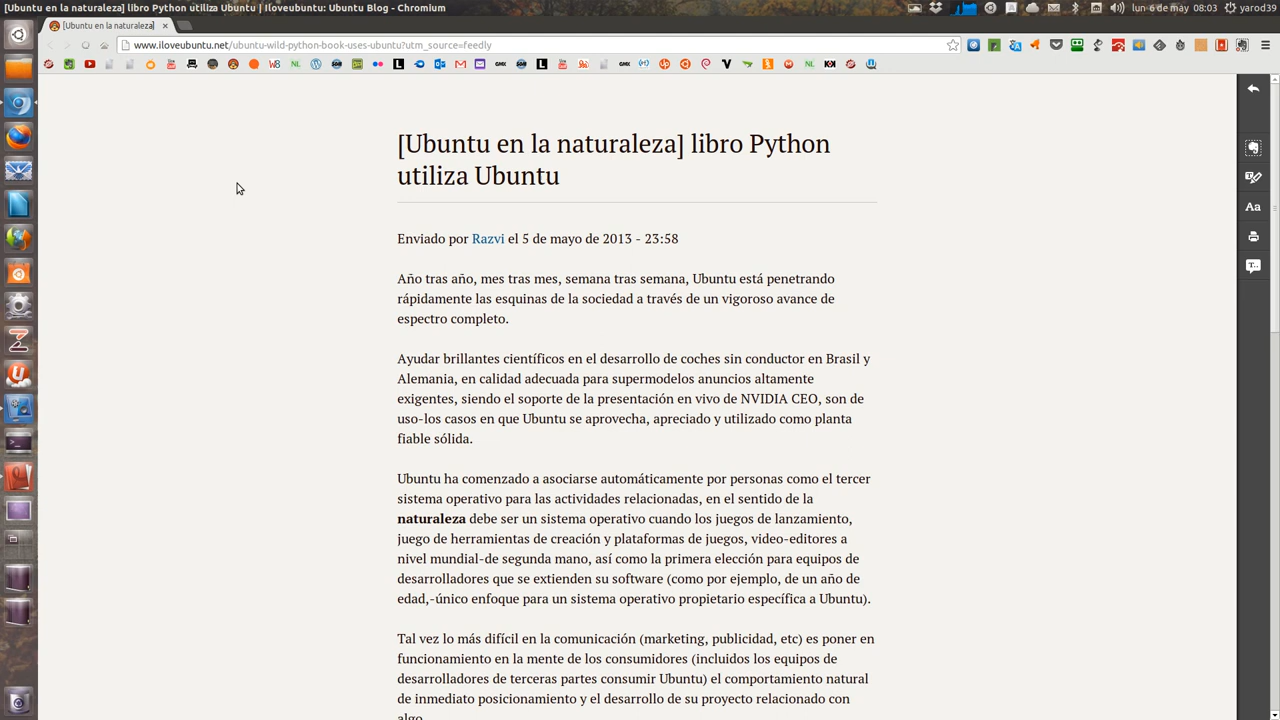 [Ubuntu en la naturaleza] libro Python utiliza Ubuntu | Iloveubuntu: Ubuntu Blog - Chromium
lun 6 de may 08:03 yarod39
[Ubuntu en la naturaleza]
www.iloveubuntu.net/ubuntu-wild-python-book-uses-ubuntu?utm_source=feedly
[Ubuntu en la naturaleza] libro Python
utiliza Ubuntu
Enviado por Razvi el 5 de mayo de 2013 - 23:58
Año tras año, mes tras mes, semana tras semana, Ubuntu está penetrando
rápidamente las esquinas de la sociedad a través de un vigoroso avance de
espectro completo.
Ayudar brillantes científicos en el desarrollo de coches sin conductor en Brasil y
Alemania, en calidad adecuada para supermodelos anuncios altamente
exigentes, siendo el soporte de la presentación en vivo de NVIDIA CEO, son de
uso-los casos en que Ubuntu se aprovecha, apreciado y utilizado como planta
fiable sólida.
Ubuntu ha comenzado a asociarse automáticamente por personas como el tercer
sistema operativo para las actividades relacionadas, en el sentido de la
naturaleza debe ser un sistema operativo cuando los juegos de lanzamiento,
juego de herramientas de creación y plataformas de juegos, video-editores a
nivel mundial-de segunda mano, así como la primera elección para equipos de
desarrolladores que se extienden su software (como por ejemplo, de un año de
edad,-único enfoque para un sistema operativo propietario específica a Ubuntu).
Tal vez lo más difícil en la comunicación (marketing, publicidad, etc) es poner en
funcionamiento en la mente de los consumidores (incluidos los equipos de
desarrolladores de terceras partes consumir Ubuntu) el comportamiento natural
de inmediato posicionamiento y el desarrollo de su proyecto relacionado con
algo
Aa